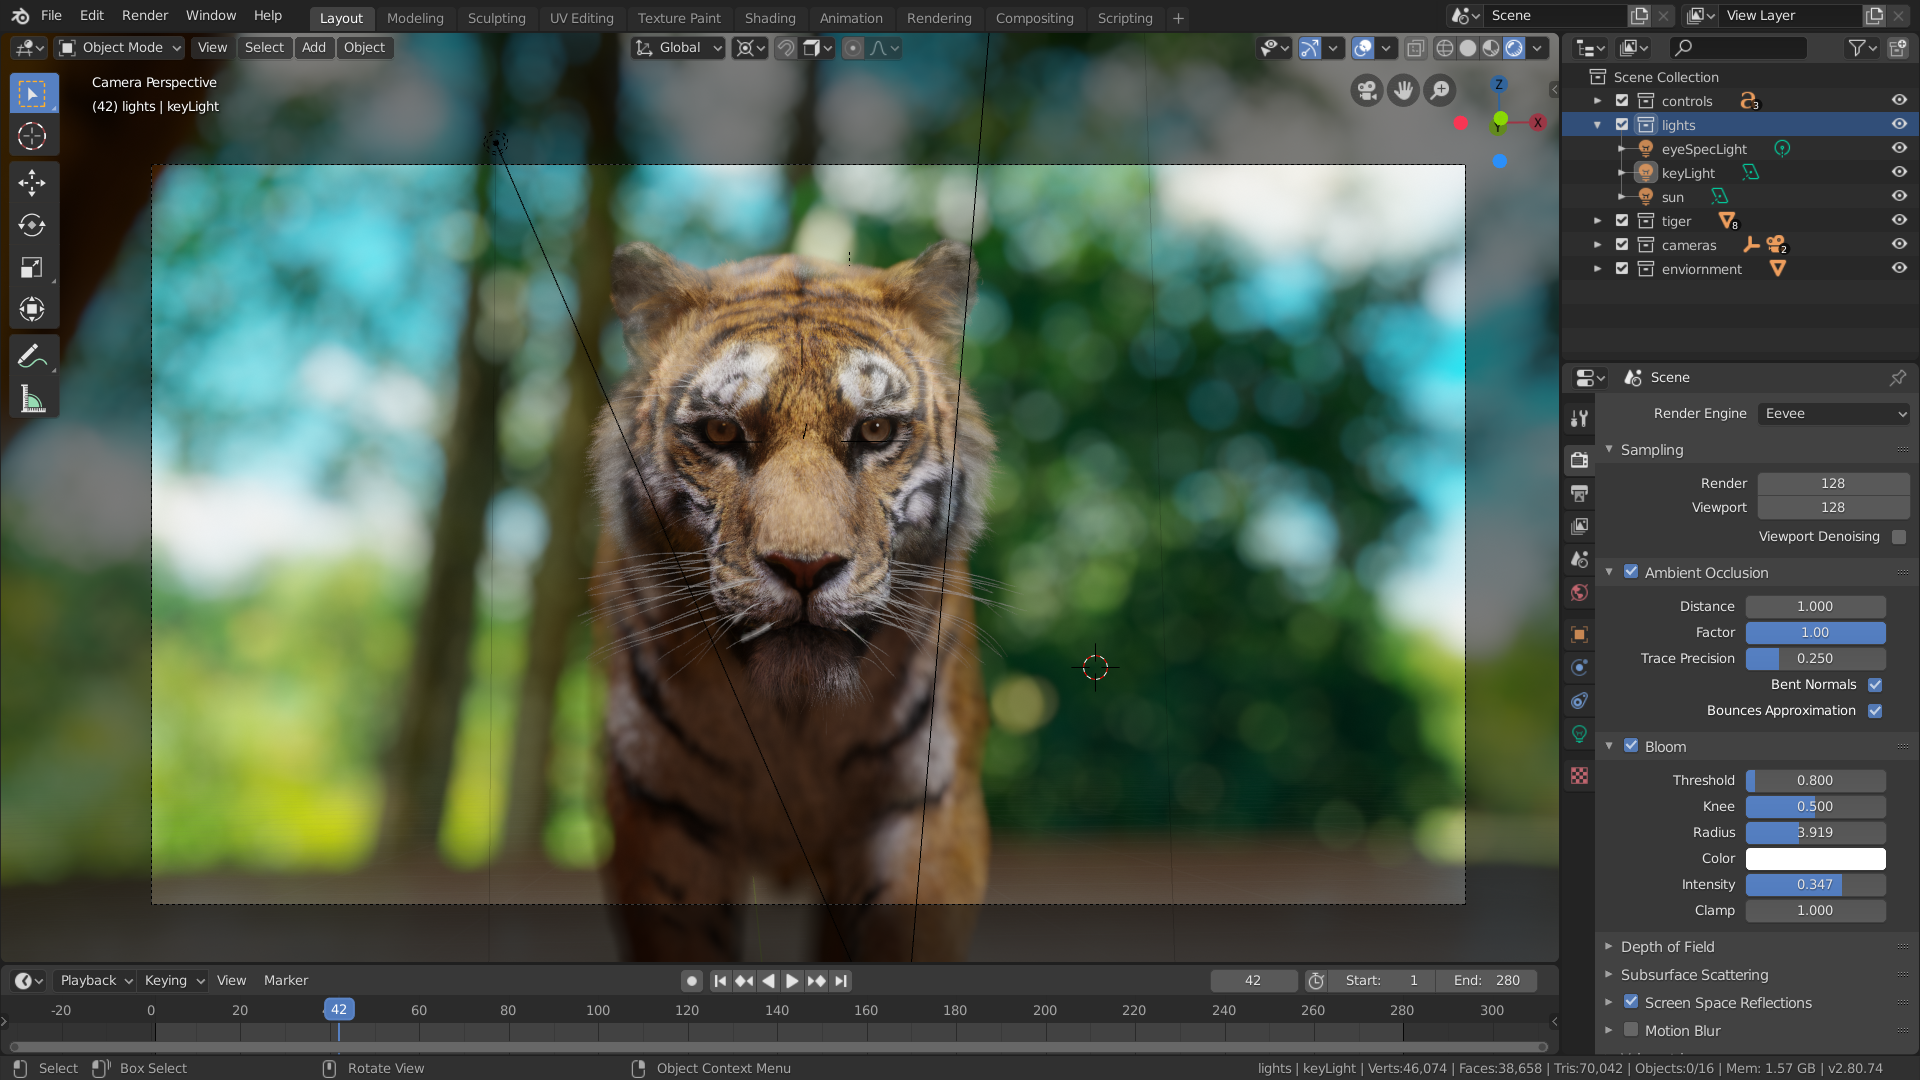 File Edit Render Window Help
Layout Modeling Sculpting UV Editing Texture Paint Shading Animation Rendering Compositing Scripting +
Scene
View Layer
Object Mode View Select Add Object
Global
Camera Perspective
(42) lights | keyLight
Z
Y
X
Scene Collection
controls 3
lights
eyeSpecLight
keyLight
sun
tiger 8
cameras 2
enviornment
Scene
Render Engine Eevee
Sampling
Render 128
Viewport 128
Viewport Denoising
Ambient Occlusion
Distance 1.000
Factor 1.00
Trace Precision 0.250
Bent Normals
Bounces Approximation
Bloom
Threshold 0.800
Knee 0.500
Radius 3.919
Color
Intensity 0.347
Clamp 1.000
Depth of Field
Subsurface Scattering
Screen Space Reflections
Motion Blur
Playback Keying View Marker
42 Start: 1 End: 280
-20 0 20 42 60 80 100 120 140 160 180 200 220 240 260 280 300
Select Box Select Rotate View Object Context Menu
lights | keyLight | Verts:46,074 | Faces:38,658 | Tris:70,042 | Objects:0/16 | Mem: 1.57 GB | v2.80.74